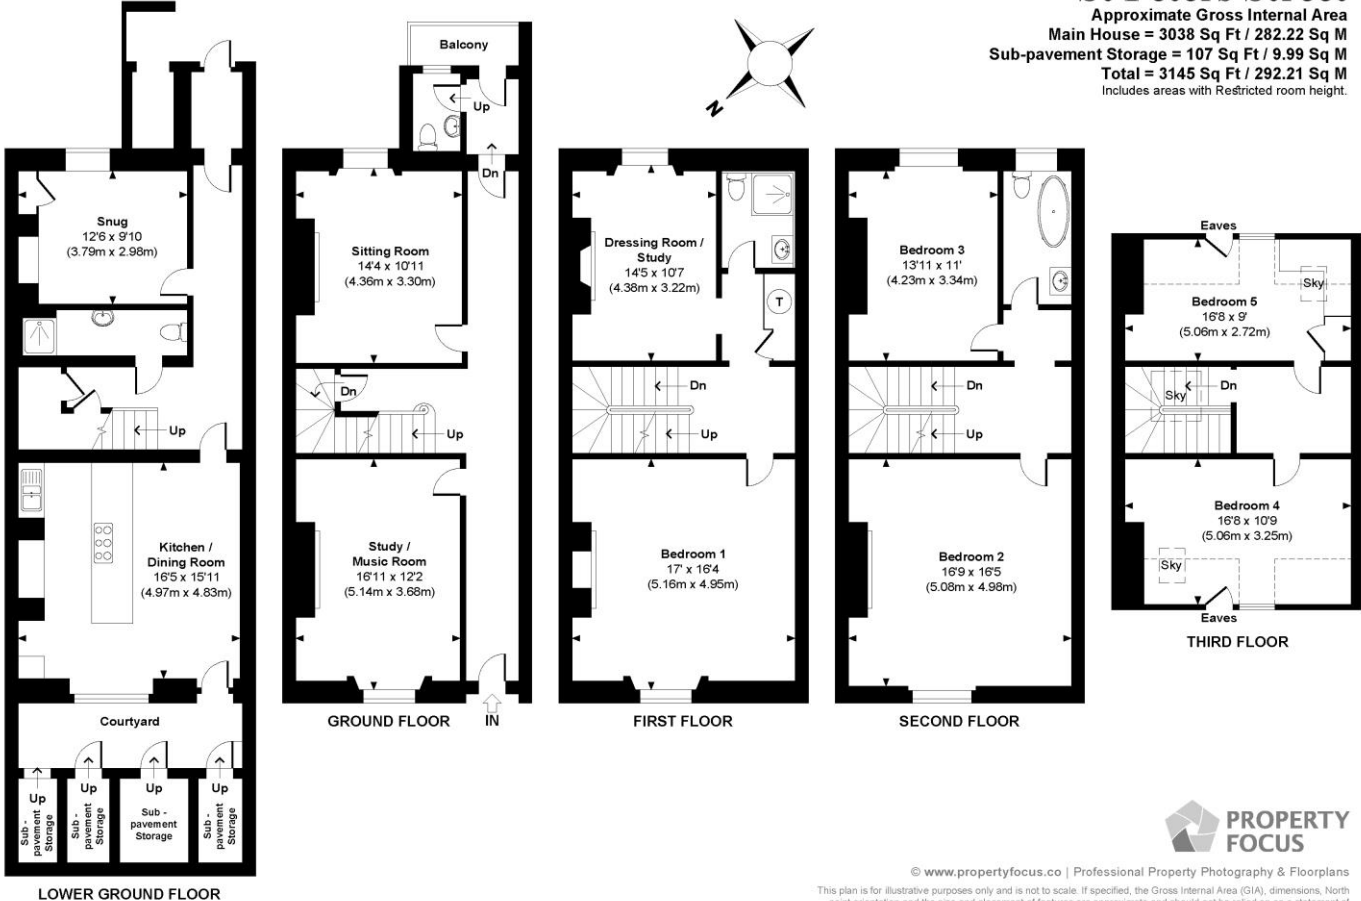 Approximate Gross Internal Area
Main House = 3038 Sq Ft / 282.22 Sq M
Sub-pavement Storage = 107 Sq Ft / 9.99 Sq M
Total = 3145 Sq Ft / 292.21 Sq M
Includes areas with Restricted room height.
N
Snug
12'6 x 9'10
(3.79m x 2.98m)
Up
Kitchen /
Dining Room
16'5 x 15'11
(4.97m x 4.83m)
Courtyard
Up
Up
Up
Up
Sub -
pavement
Storage
Sub -
pavement
Storage
Sub -
pavement
Storage
Sub -
pavement
Storage
LOWER GROUND FLOOR
Balcony
Up
Dn
Sitting Room
14'4 x 10'11
(4.36m x 3.30m)
Dn
Up
Study /
Music Room
16'11 x 12'2
(5.14m x 3.68m)
GROUND FLOOR
IN
Dressing Room /
Study
14'5 x 10'7
(4.38m x 3.22m)
T
Dn
Up
Bedroom 1
17' x 16'4
(5.16m x 4.95m)
FIRST FLOOR
Bedroom 3
13'11 x 11'
(4.23m x 3.34m)
Dn
Up
Bedroom 2
16'9 x 16'5
(5.08m x 4.98m)
SECOND FLOOR
Eaves
Sky
Bedroom 5
16'8 x 9'
(5.06m x 2.72m)
Dn
Sky
Bedroom 4
16'8 x 10'9
(5.06m x 3.25m)
Sky
Eaves
THIRD FLOOR
PROPERTY
FOCUS
© www.propertyfocus.co | Professional Property Photography & Floorplans
This plan is for illustrative purposes only and is not to scale. If specified, the Gross Internal Area (GIA), dimensions, North